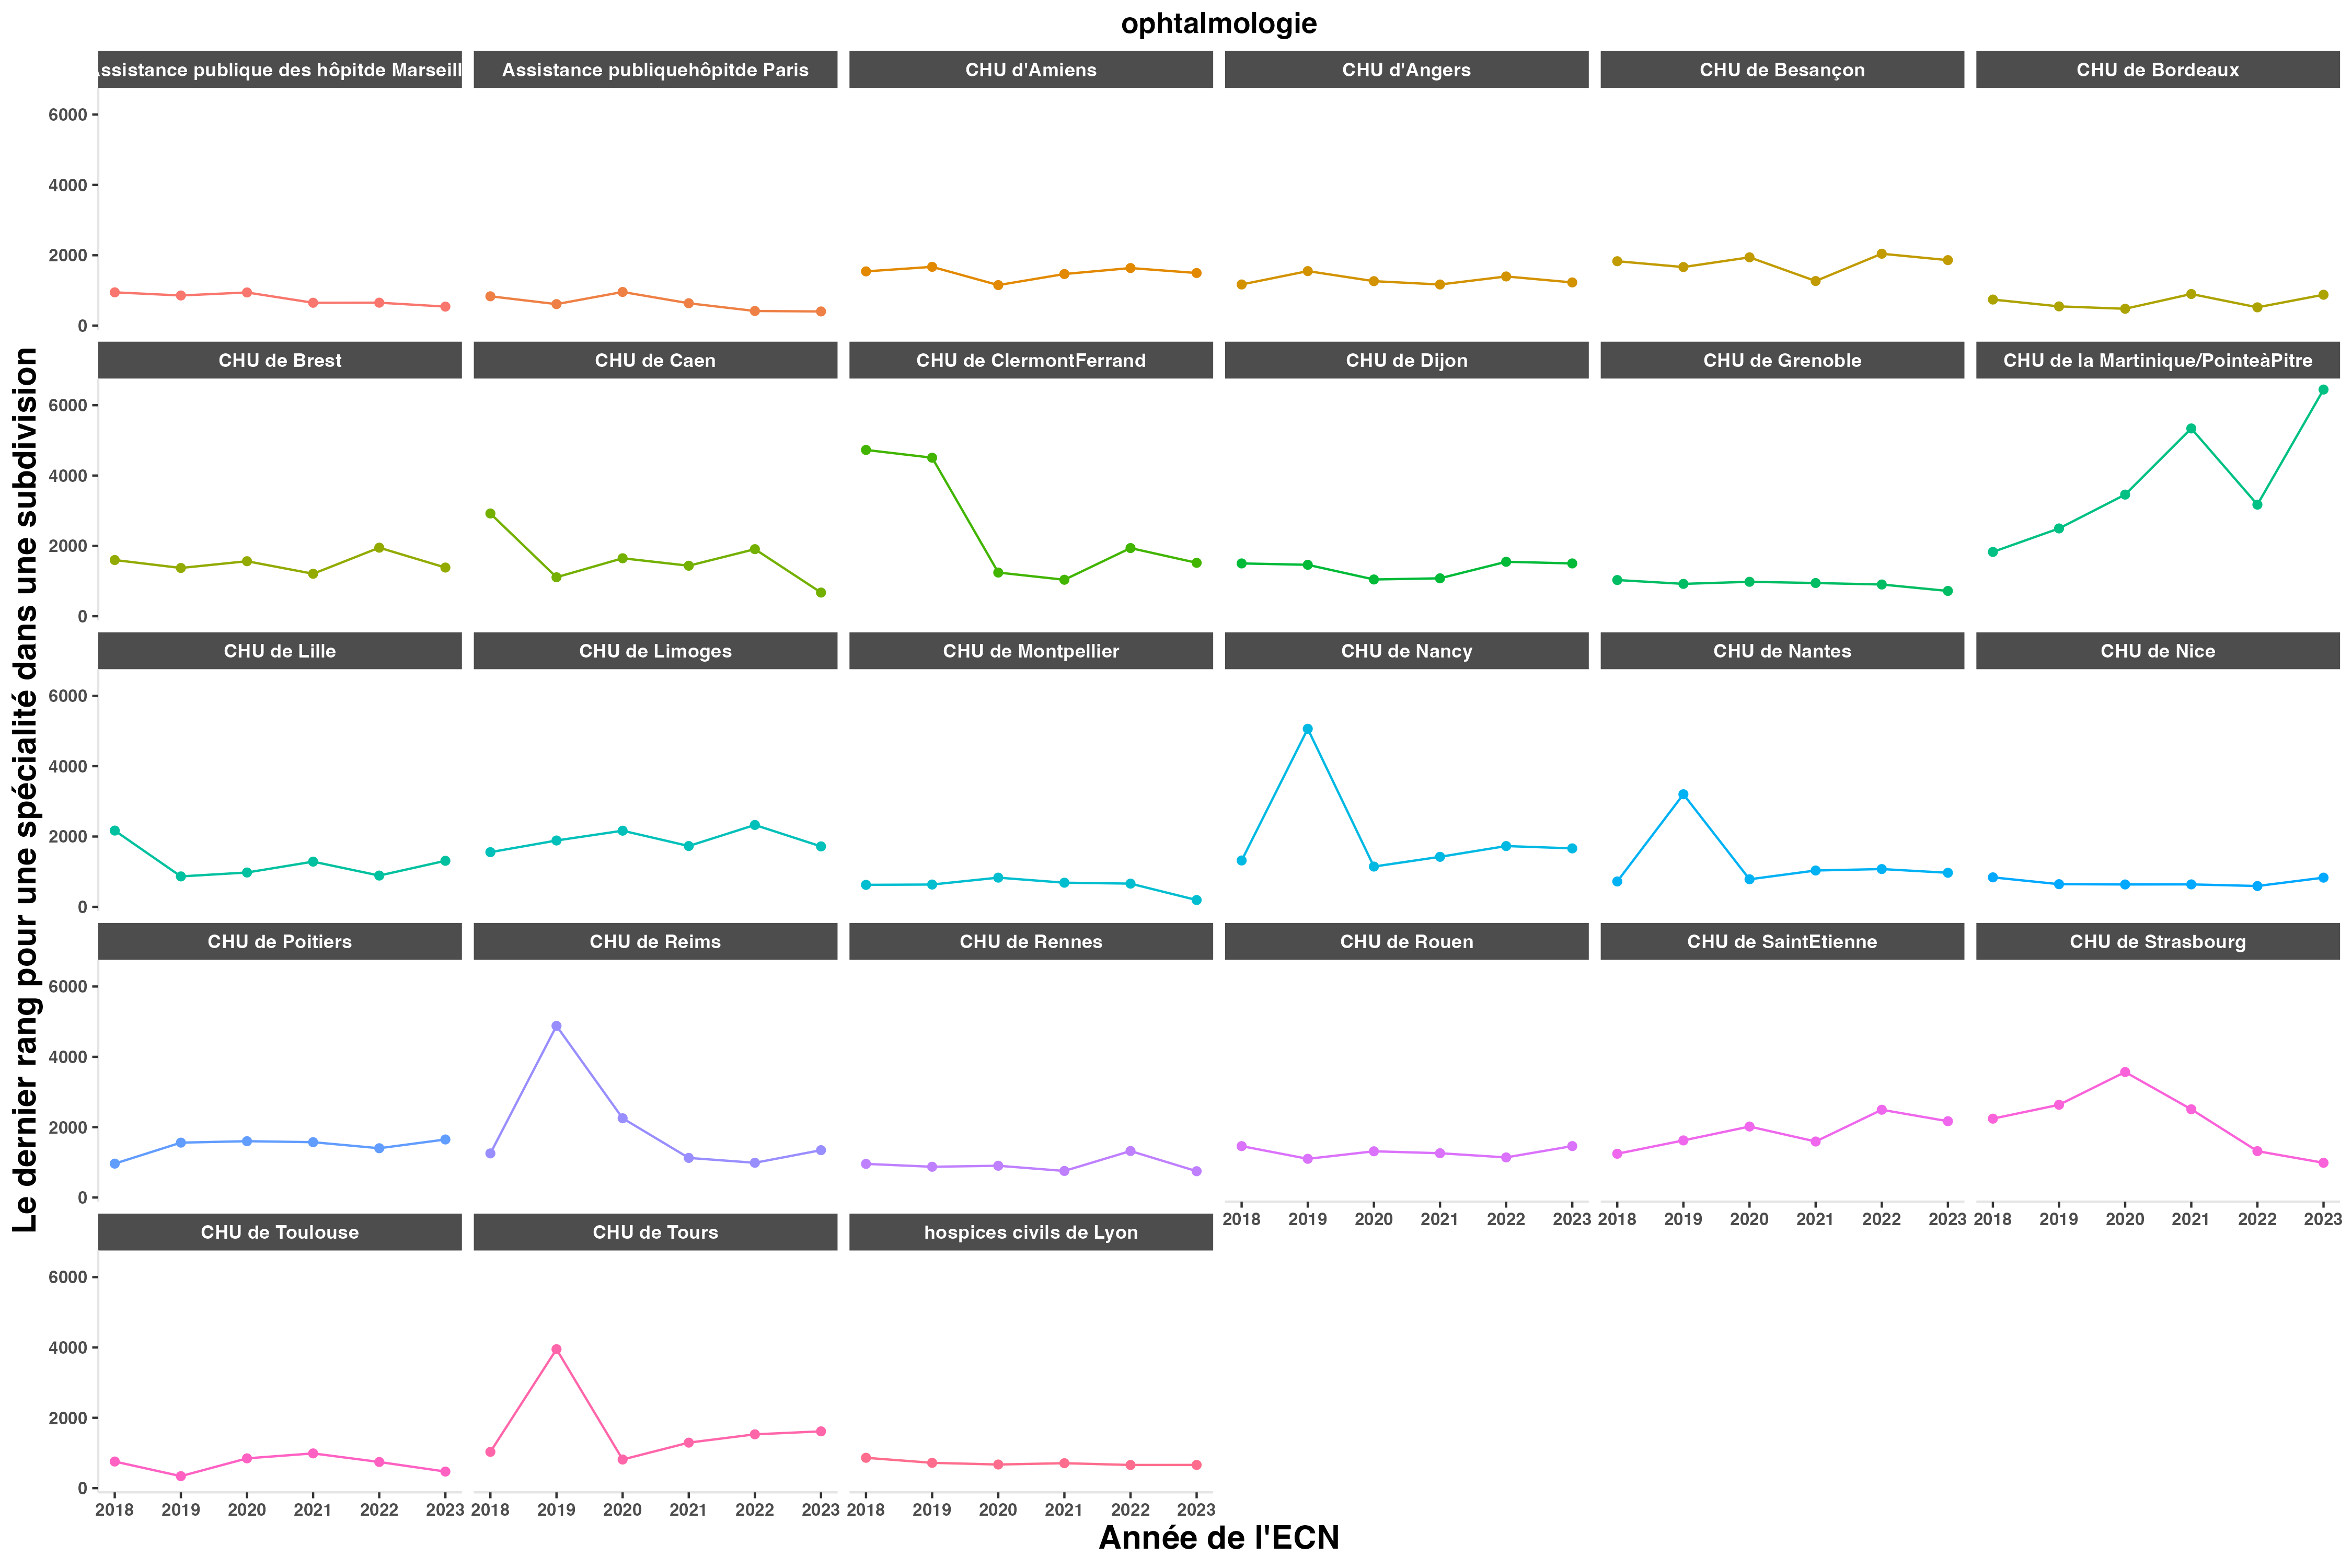 ophtalmologie
Assistance publique des hôpitde Marseill
Assistance publiquehôpitde Paris
CHU d'Amiens
CHU d'Angers
CHU de Besançon
CHU de Bordeaux
6000
4000
2000
0
CHU de Brest
CHU de Caen
CHU de ClermontFerrand
CHU de Dijon
CHU de Grenoble
CHU de la Martinique/PointeàPitre
6000
4000
2000
0
Le dernier rang pour une spécialité dans une subdivision
CHU de Lille
CHU de Limoges
CHU de Montpellier
CHU de Nancy
CHU de Nantes
CHU de Nice
6000
4000
2000
0
CHU de Poitiers
CHU de Reims
CHU de Rennes
CHU de Rouen
CHU de SaintEtienne
CHU de Strasbourg
6000
4000
2000
0
2018 2019 2020 2021 2022 2023
2018 2019 2020 2021 2022 2023
2018 2019 2020 2021 2022 2023
CHU de Toulouse
CHU de Tours
hospices civils de Lyon
6000
4000
2000
0
2018 2019 2020 2021 2022 2023
2018 2019 2020 2021 2022 2023
2018 2019 2020 2021 2022 2023
Année de l'ECN